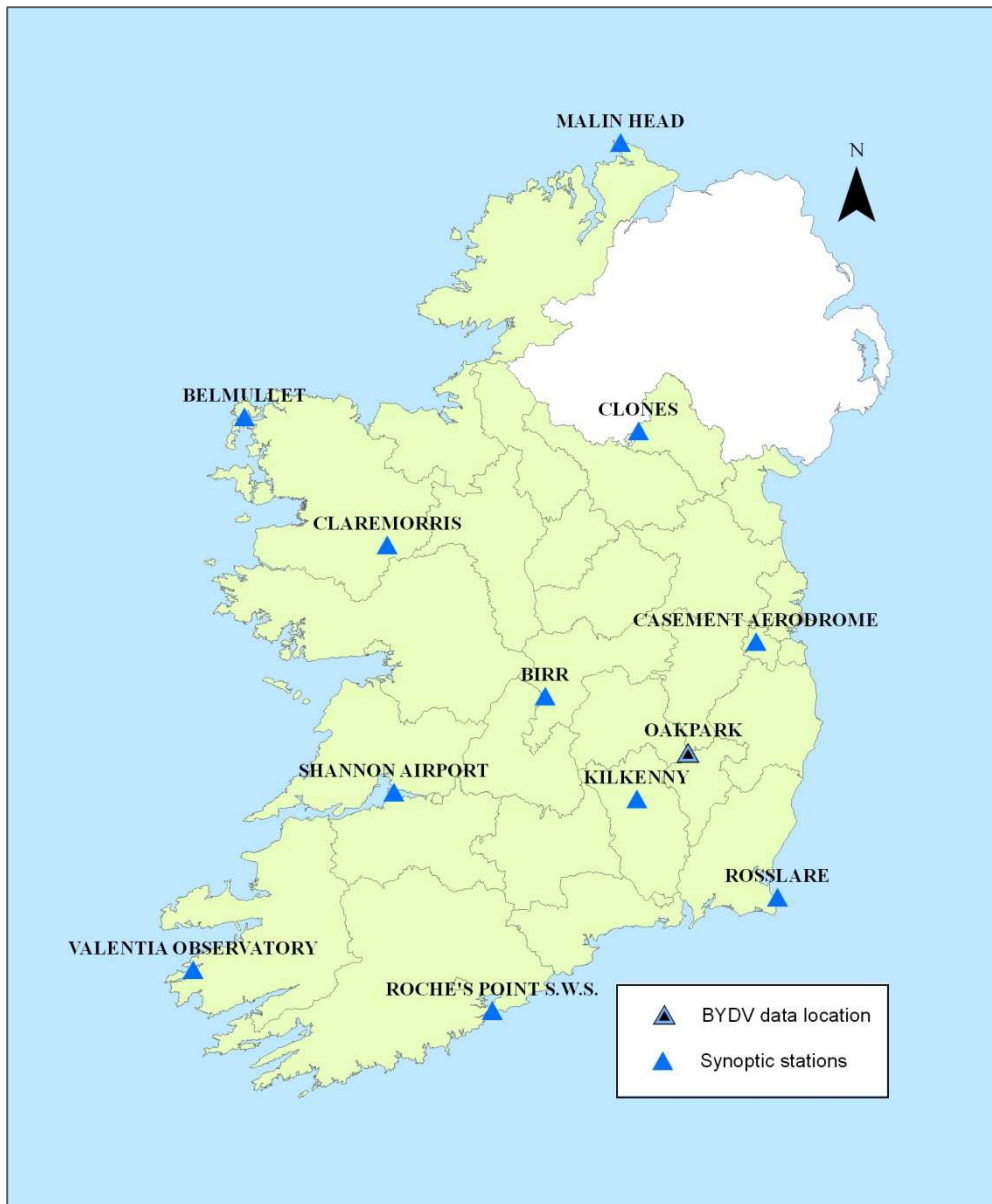 MALIN HEAD
N
BELMULLET
CLONES
CLAREMORRIS
CASEMENT AERODROME
BIRR
OAKPARK
SHANNON AIRPORT
KILKENNY
ROSSLARE
VALENTIA OBSERVATORY
ROCHE'S POINT S.W.S.
BYDV data location
Synoptic stations